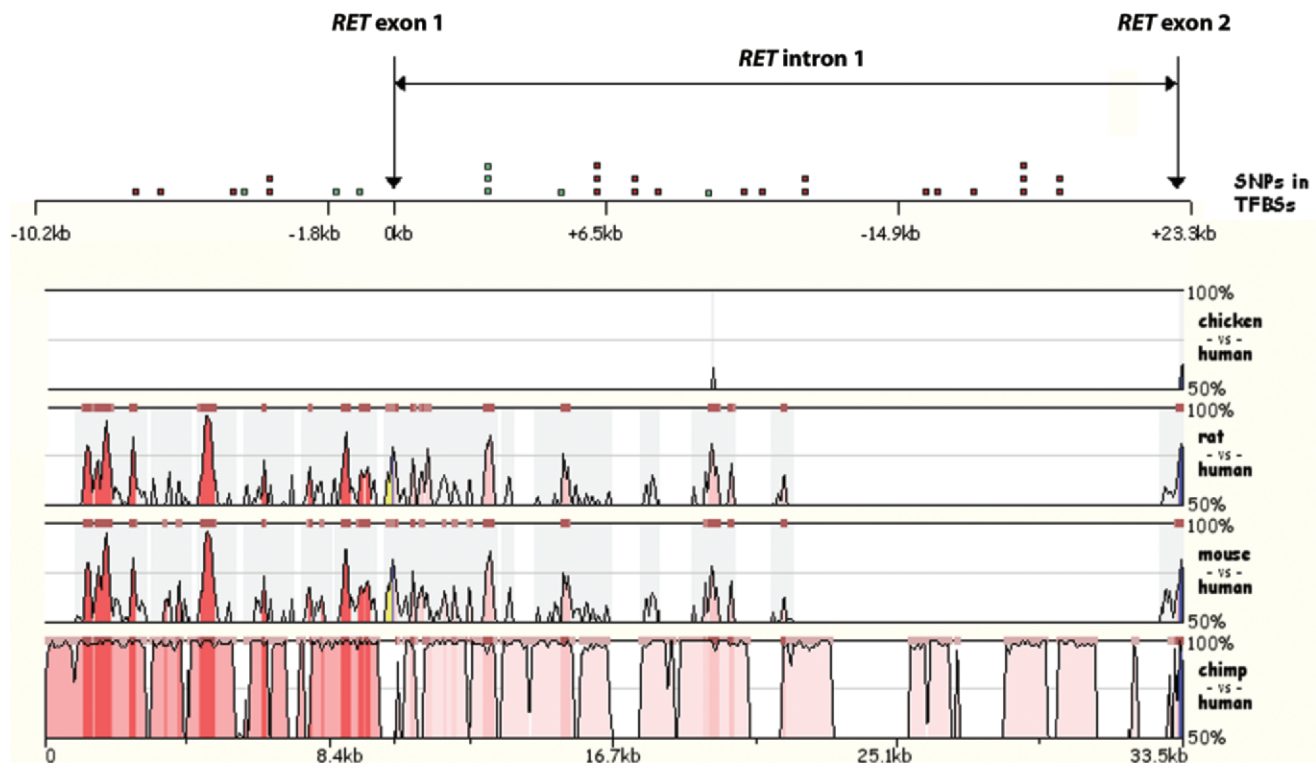 RET exon 1
RET exon 2
RET intron 1
SNPs in
TFBSs
-10.2kb -1.8kb 0kb +6.5kb -14.9kb +23.3kb
100%
chicken
- vs -
human
50%
100%
rat
- vs -
human
50%
100%
mouse
- vs -
human
50%
100%
chimp
- vs -
human
50%
0 8.4kb 16.7kb 25.1kb 33.5kb